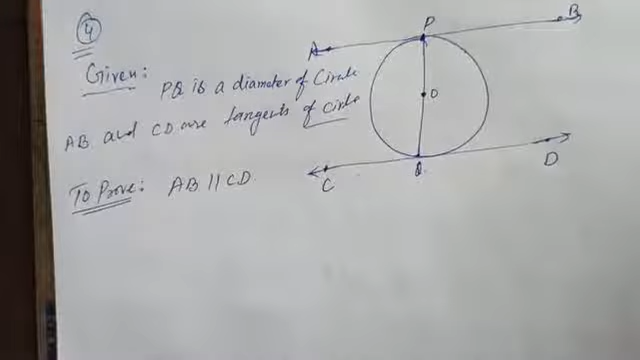 4
Given: PQ is a diameter of Circle
AB and CD are tangents of circle
To Prove: AB || CD
A
P
B
O
C
Q
D